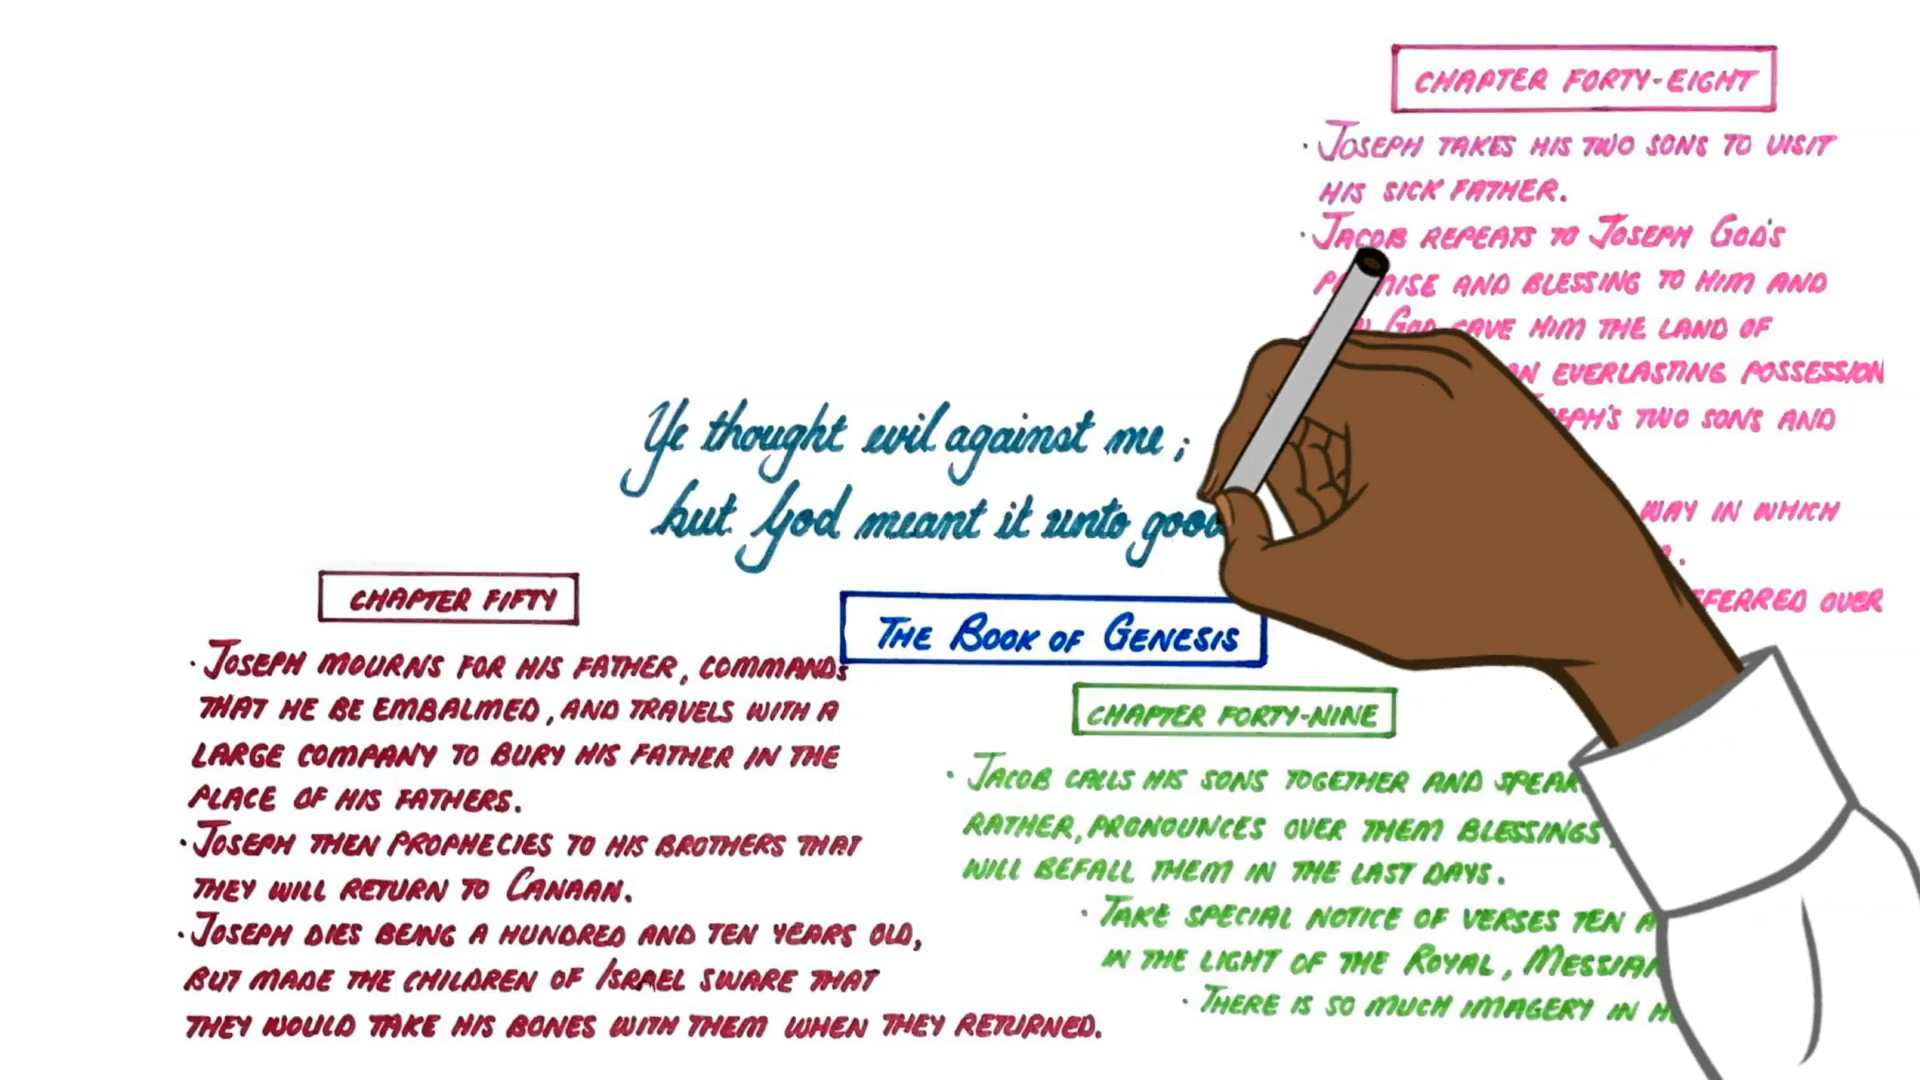 CHAPTER FORTY-EIGHT
· JOSEPH TAKES HIS TWO SONS TO VISIT
HIS SICK FATHER.
· JACOB REPEATS TO JOSEPH GOD'S
AND BLESSING TO HIM AND
GOD GAVE HIM THE LAND OF
AN EVERLASTING POSSESSION
TWO SONS AND
WAY IN WHICH
OVER
Ye thought evil against me;
but God meant it unto good
THE BOOK OF GENESIS
CHAPTER FIFTY
· JOSEPH MOURNS FOR HIS FATHER, COMMANDS
THAT HE BE EMBALMED, AND TRAVELS WITH A
LARGE COMPANY TO BURY HIS FATHER IN THE
PLACE OF HIS FATHERS.
· JOSEPH THEN PROPHECIES TO HIS BROTHERS THAT
THEY WILL RETURN TO CANAAN.
· JOSEPH DIES BEING A HUNDRED AND TEN YEARS OLD,
BUT MADE THE CHILDREN OF ISRAEL SWARE THAT
THEY WOULD TAKE HIS BONES WITH THEM WHEN THEY RETURNED.
CHAPTER FORTY-NINE
· JACOB CALLS HIS SONS TOGETHER AND
RATHER, PRONOUNCES OVER THEM BLESSINGS
WILL BEFALL THEM IN THE LAST DAYS.
· TAKE SPECIAL NOTICE OF VERSES TEN
IN THE LIGHT OF THE ROYAL,
· THERE IS SO MUCH IMAGERY IN